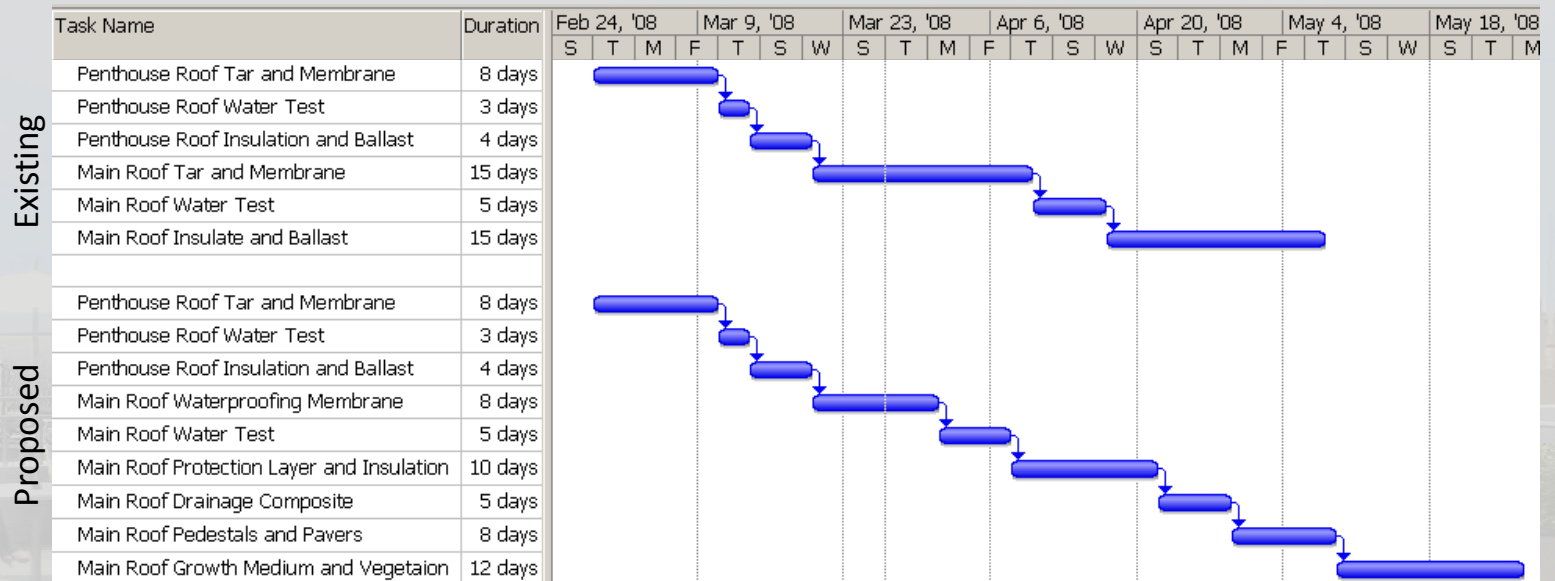 Task Name Duration Feb 24, '08 Mar 9, '08 Mar 23, '08 Apr 6, '08 Apr 20, '08 May 4, '08 May 18, '08
S T M F T S W S T M F T S W S T M F T S W S T M
Existing
Penthouse Roof Tar and Membrane 8 days
Penthouse Roof Water Test 3 days
Penthouse Roof Insulation and Ballast 4 days
Main Roof Tar and Membrane 15 days
Main Roof Water Test 5 days
Main Roof Insulate and Ballast 15 days
Proposed
Penthouse Roof Tar and Membrane 8 days
Penthouse Roof Water Test 3 days
Penthouse Roof Insulation and Ballast 4 days
Main Roof Waterproofing Membrane 8 days
Main Roof Water Test 5 days
Main Roof Protection Layer and Insulation 10 days
Main Roof Drainage Composite 5 days
Main Roof Pedestals and Pavers 8 days
Main Roof Growth Medium and Vegetaion 12 days